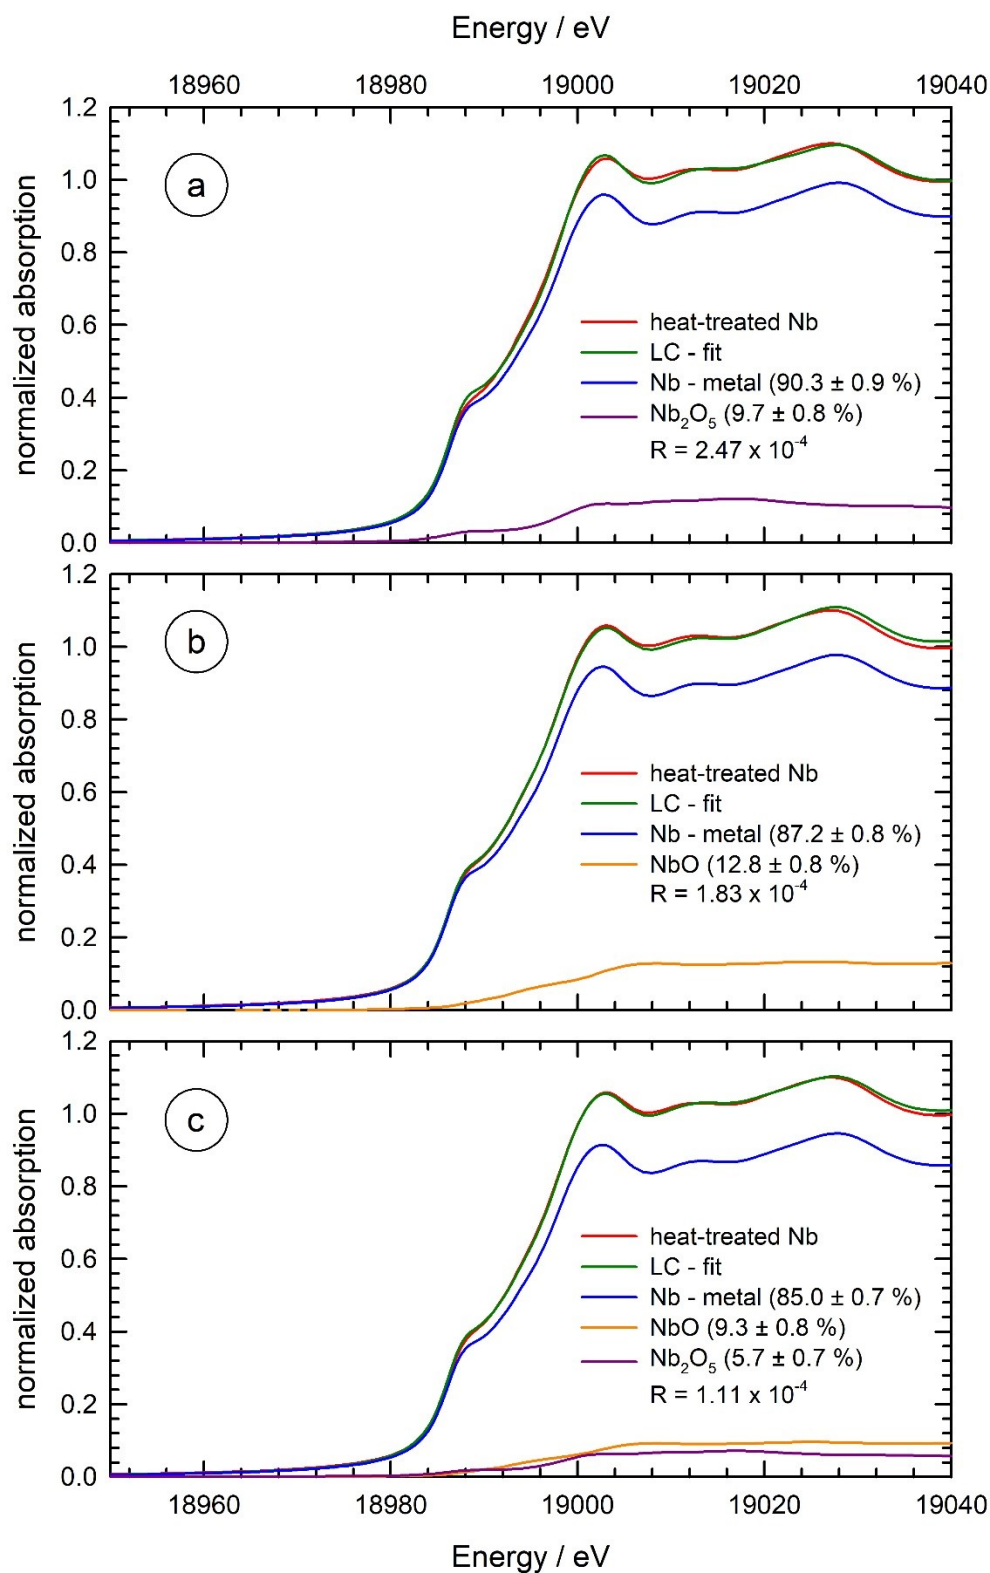 Energy / eV
18960 18980 19000 19020 19040
1.2
1.0
0.8
0.6
0.4
0.2
0.0
normalized absorption
a
heat-treated Nb
LC - fit
Nb - metal (90.3 ± 0.9 %)
Nb₂O₅ (9.7 ± 0.8 %)
R = 2.47 x 10⁻⁴
1.2
1.0
0.8
0.6
0.4
0.2
0.0
normalized absorption
b
heat-treated Nb
LC - fit
Nb - metal (87.2 ± 0.8 %)
NbO (12.8 ± 0.8 %)
R = 1.83 x 10⁻⁴
1.2
1.0
0.8
0.6
0.4
0.2
0.0
normalized absorption
c
heat-treated Nb
LC - fit
Nb - metal (85.0 ± 0.7 %)
NbO (9.3 ± 0.8 %)
Nb₂O₅ (5.7 ± 0.7 %)
R = 1.11 x 10⁻⁴
18960 18980 19000 19020 19040
Energy / eV